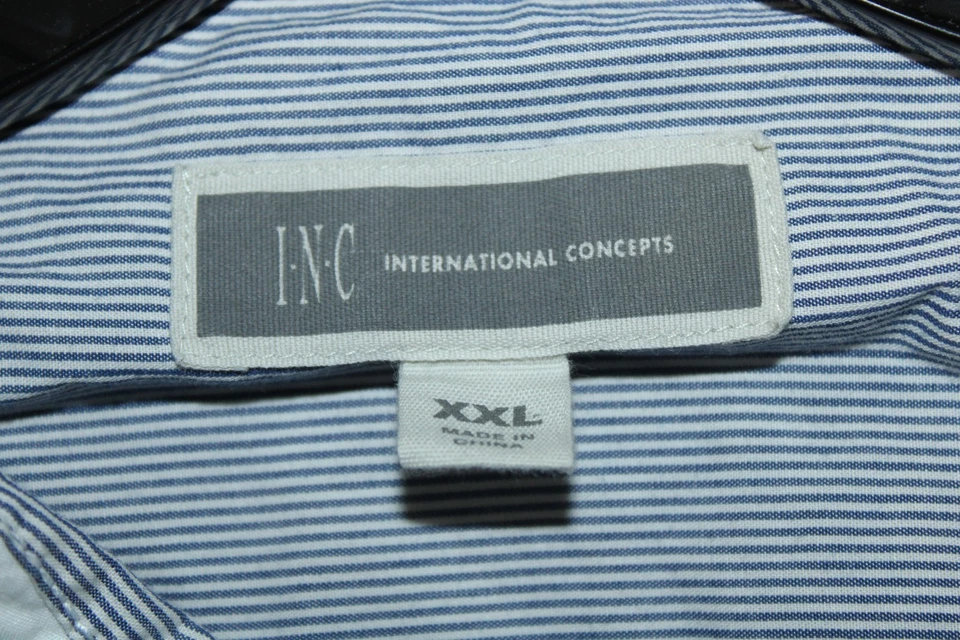 I·N·C INTERNATIONAL CONCEPTS
XXL
MADE IN
CHINA